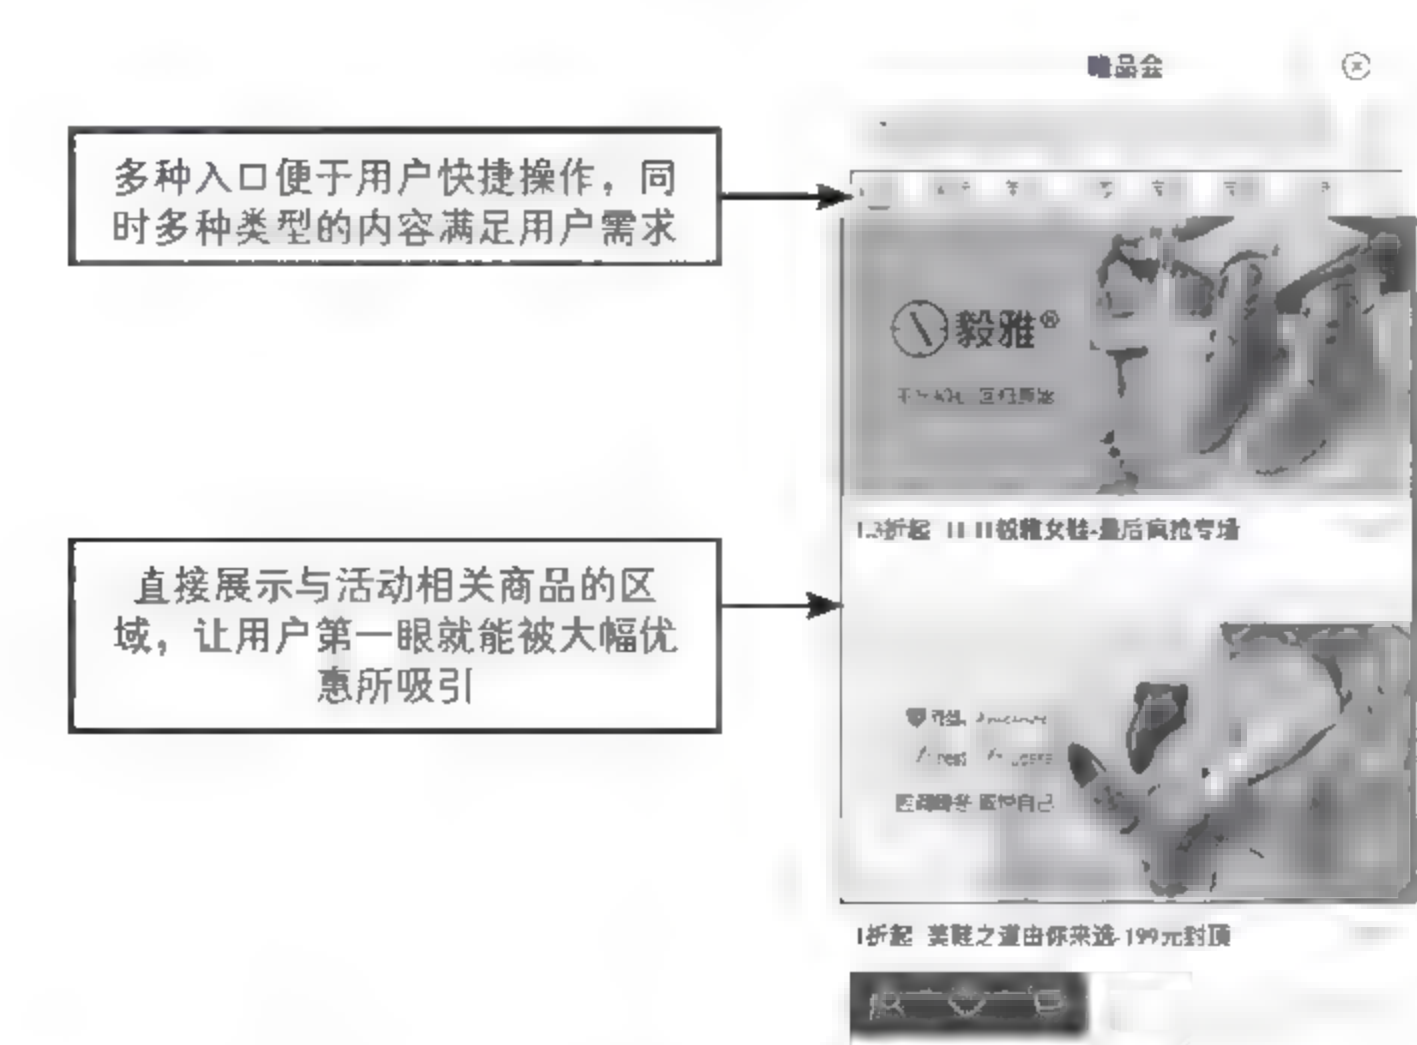 唯品会
多种入口便于用户快捷操作，同
时多种类型的内容满足用户需求
毅雅®
1.3折起 11.11毅雅女鞋-最后疯抢专场
直接展示与活动相关商品的区
域，让用户第一眼就能被大幅优
惠所吸引
1折起 美鞋之道由你来选-199元封顶